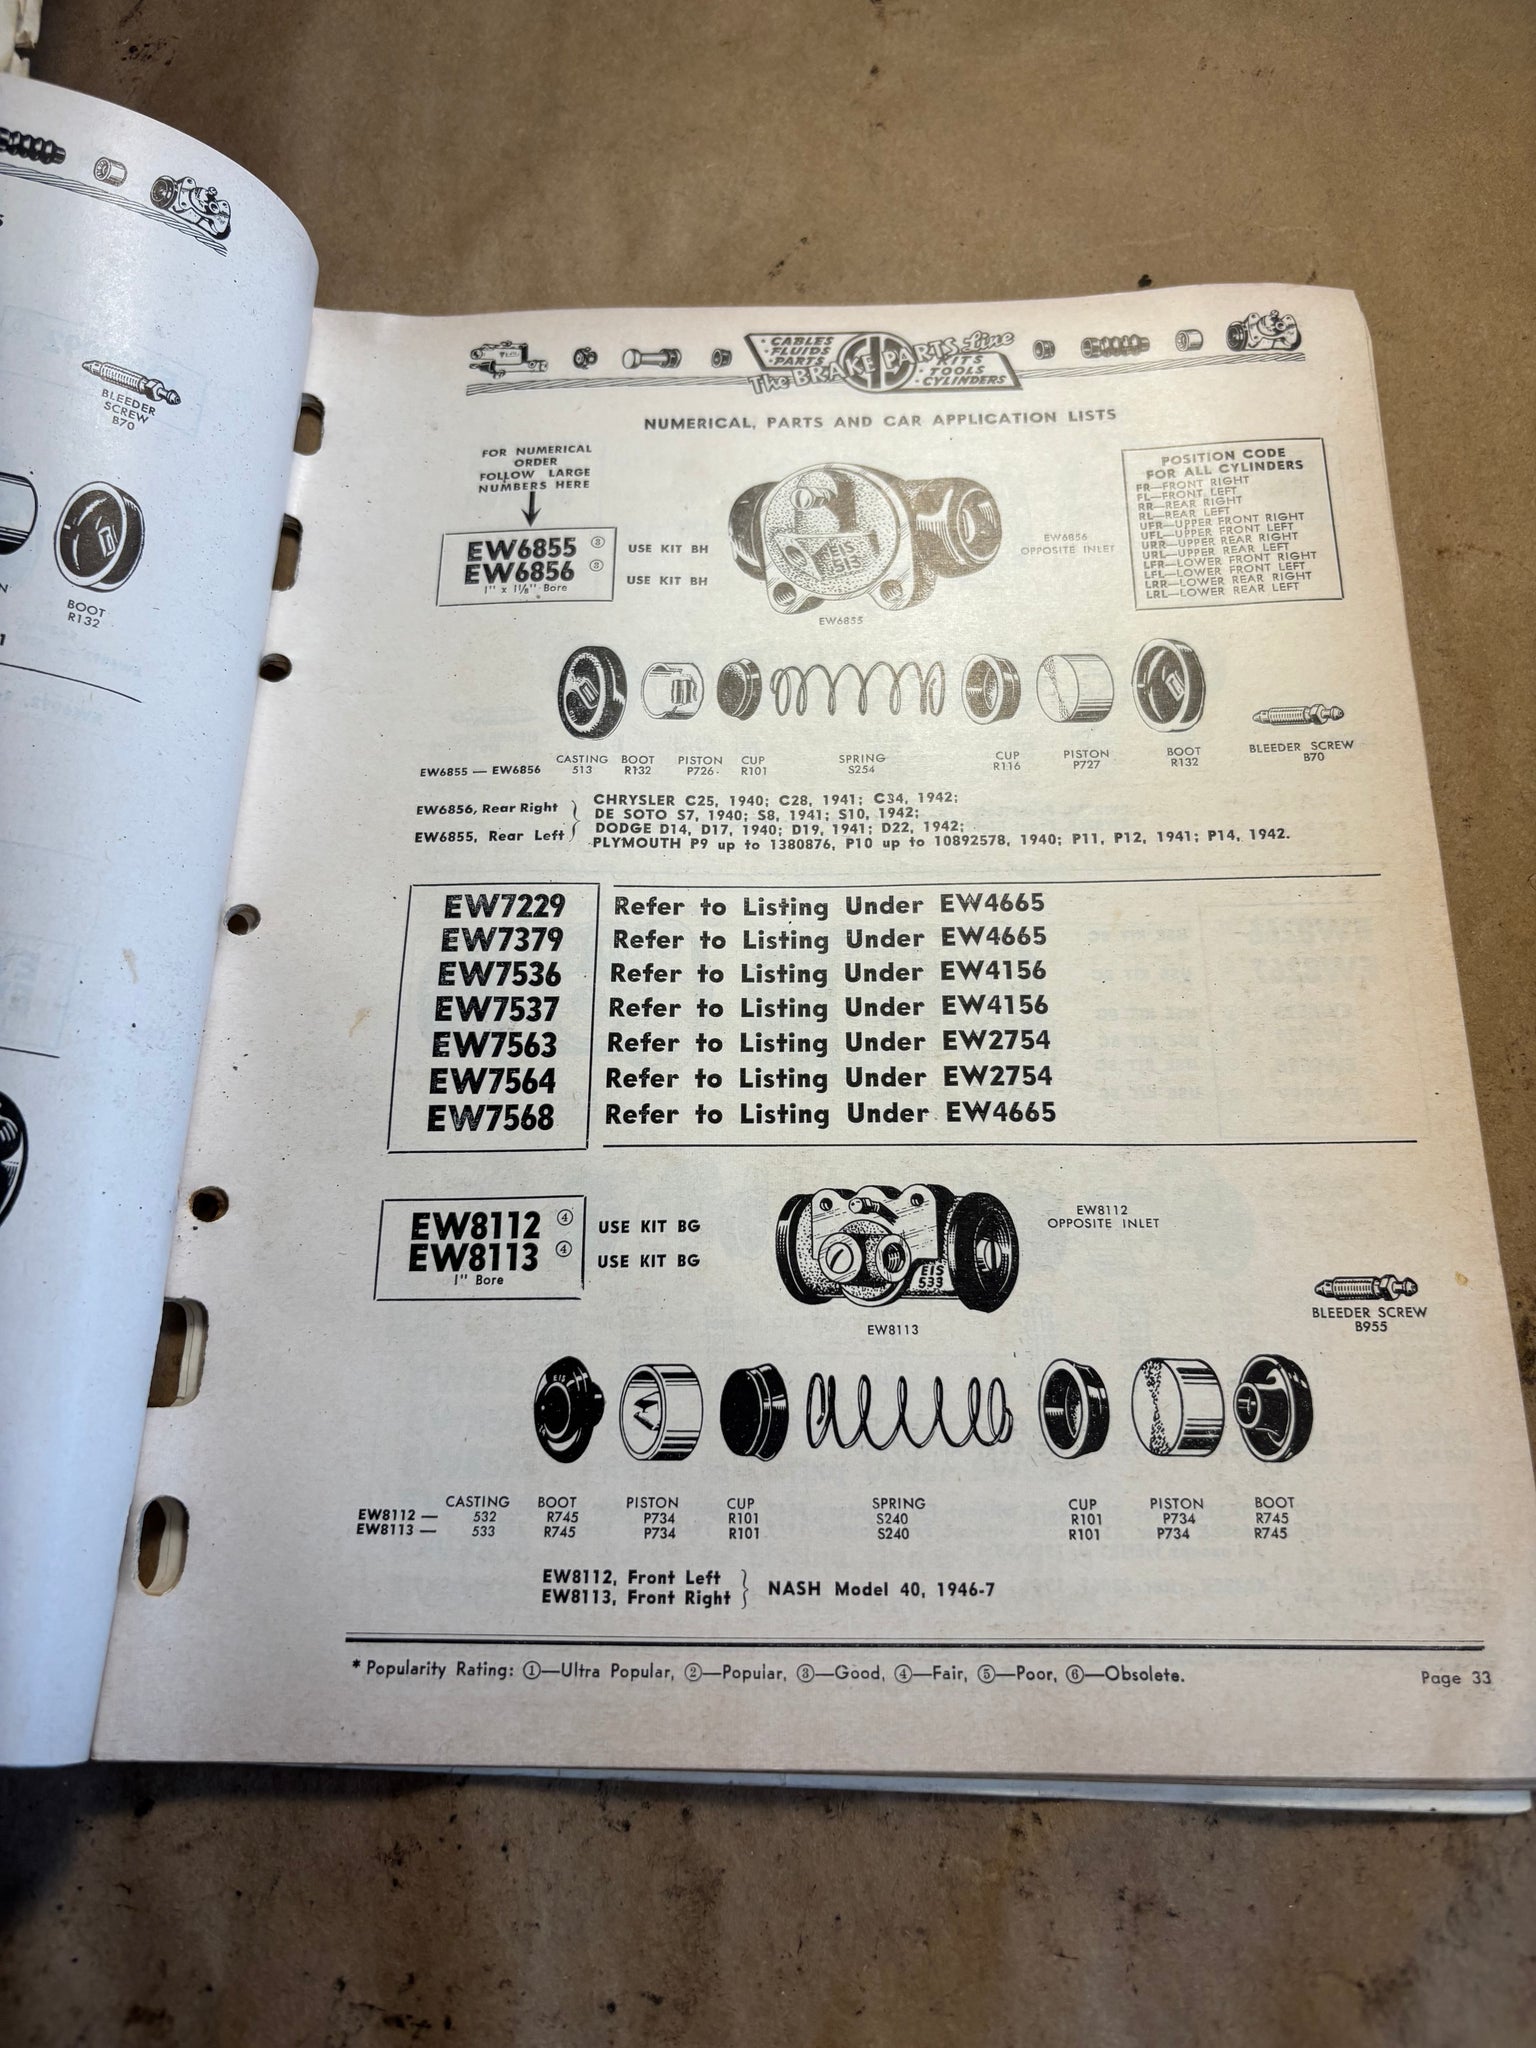 BLEEDER
SCREW
B70
BOOT
R132
CABLES
FLUIDS
PARTS
The BRAKE PARTS Line
KITS
TOOLS
CYLINDERS
NUMERICAL, PARTS AND CAR APPLICATION LISTS
FOR NUMERICAL
ORDER
FOLLOW LARGE
NUMBERS HERE
EW6855 ③ USE KIT BH
EW6856 ③ USE KIT BH
1" x 1⅛" Bore
EIS
513
EW6855
EW6856
OPPOSITE INLET
POSITION CODE
FOR ALL CYLINDERS
FR—FRONT RIGHT
FL—FRONT LEFT
RR—REAR RIGHT
RL—REAR LEFT
UFR—UPPER FRONT RIGHT
UFL—UPPER FRONT LEFT
URR—UPPER REAR RIGHT
URL—UPPER REAR LEFT
LFR—LOWER FRONT RIGHT
LFL—LOWER FRONT LEFT
LRR—LOWER REAR RIGHT
LRL—LOWER REAR LEFT
CASTING BOOT PISTON CUP SPRING CUP PISTON BOOT BLEEDER SCREW
EW6855 — EW6856 513 R132 P726 R101 S254 R116 P727 R132 B70
EW6856, Rear Right
EW6855, Rear Left
CHRYSLER C25, 1940; C28, 1941; C34, 1942;
DE SOTO S7, 1940; S8, 1941; S10, 1942;
DODGE D14, D17, 1940; D19, 1941; D22, 1942;
PLYMOUTH P9 up to 1380876, P10 up to 10892578, 1940; P11, P12, 1941; P14, 1942.
EW7229 Refer to Listing Under EW4665
EW7379 Refer to Listing Under EW4665
EW7536 Refer to Listing Under EW4156
EW7537 Refer to Listing Under EW4156
EW7563 Refer to Listing Under EW2754
EW7564 Refer to Listing Under EW2754
EW7568 Refer to Listing Under EW4665
EW8112 ④ USE KIT BG
EW8113 ④ USE KIT BG
1" Bore
EIS
533
EW8113
EW8112
OPPOSITE INLET
BLEEDER SCREW
B955
EIS
CASTING BOOT PISTON CUP SPRING CUP PISTON BOOT
EW8112 — 532 R745 P734 R101 S240 R101 P734 R745
EW8113 — 533 R745 P734 R101 S240 R101 P734 R745
EW8112, Front Left
EW8113, Front Right
NASH Model 40, 1946-7
* Popularity Rating: ①—Ultra Popular, ②—Popular, ③—Good, ④—Fair, ⑤—Poor, ⑥—Obsolete.
Page 33